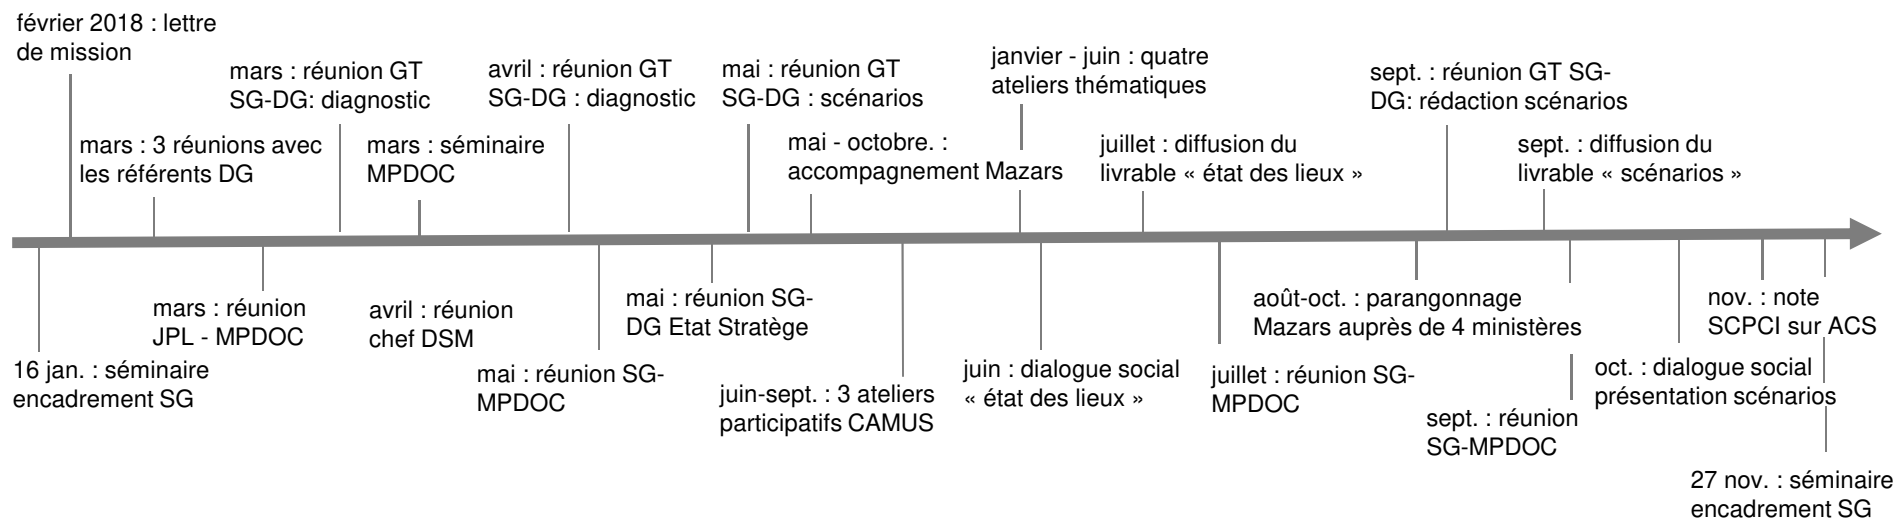 février 2018 : lettre
de mission
mars : réunion GT
SG-DG: diagnostic
avril : réunion GT
SG-DG : diagnostic
mai : réunion GT
SG-DG : scénarios
janvier - juin : quatre
ateliers thématiques
sept. : réunion GT SG-
DG: rédaction scénarios
mars : 3 réunions avec
les référents DG
mars : séminaire
MPDOC
mai - octobre. :
accompagnement Mazars
juillet : diffusion du
livrable « état des lieux »
sept. : diffusion du
livrable « scénarios »
mars : réunion
JPL - MPDOC
avril : réunion
chef DSM
mai : réunion SG-
DG Etat Stratège
août-oct. : parangonnage
Mazars auprès de 4 ministères
nov. : note
SCPCI sur ACS
16 jan. : séminaire
encadrement SG
mai : réunion SG-
MPDOC
juin-sept. : 3 ateliers
participatifs CAMUS
juin : dialogue social
« état des lieux »
juillet : réunion SG-
MPDOC
sept. : réunion
SG-MPDOC
oct. : dialogue social
présentation scénarios
27 nov. : séminaire
encadrement SG